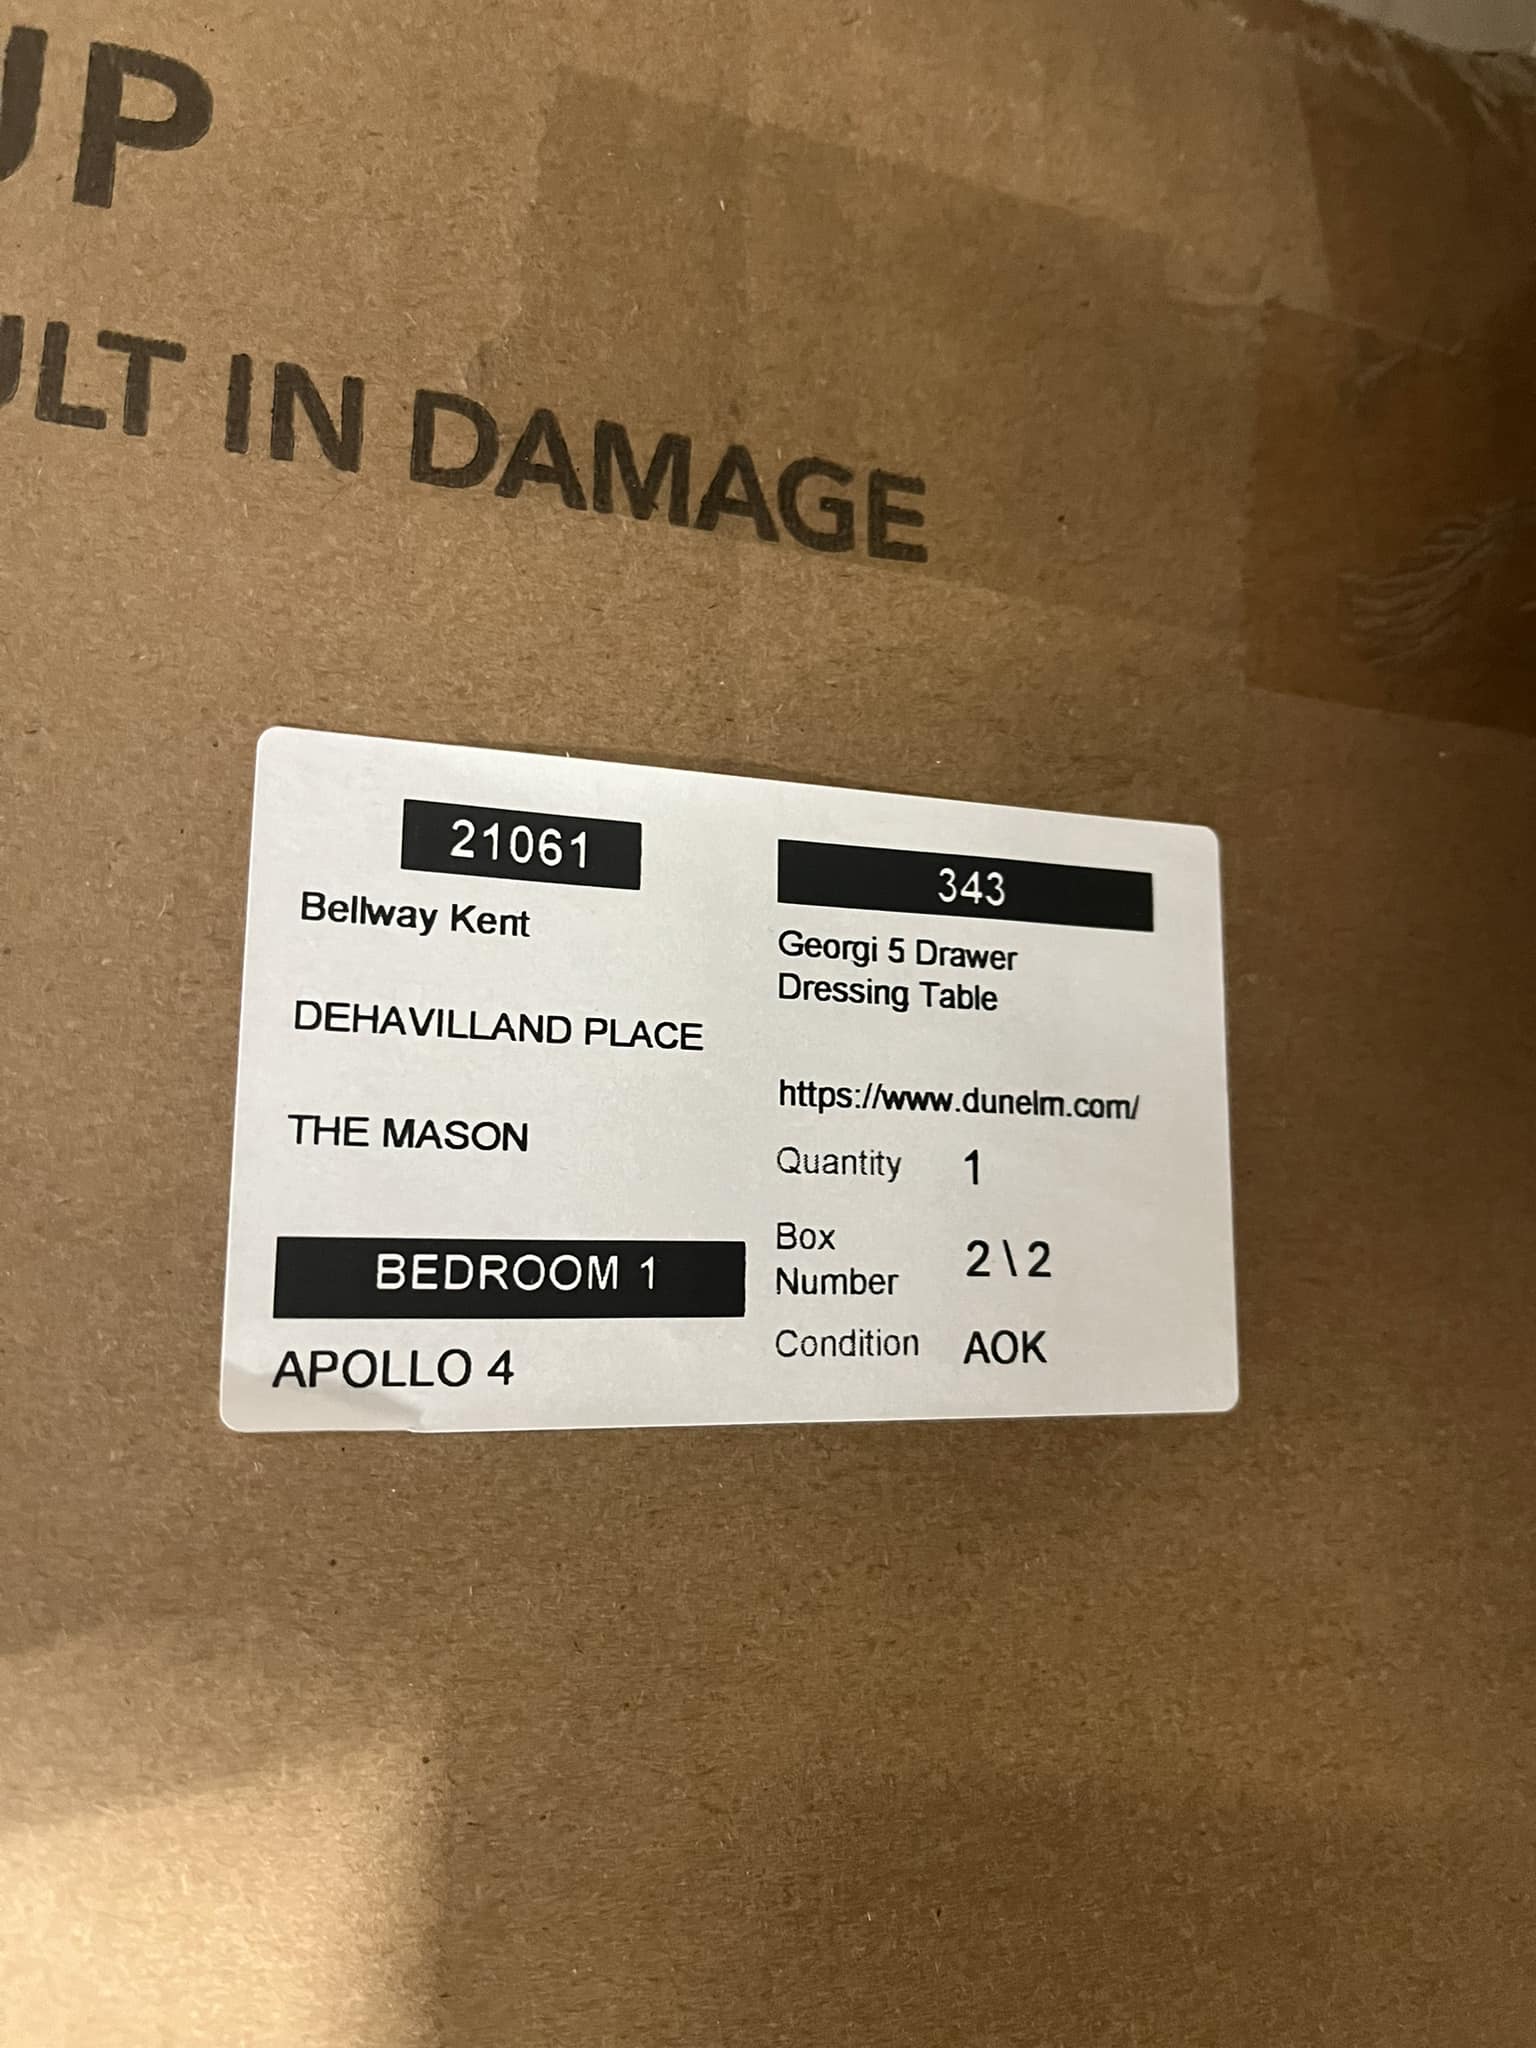 UP
ULT IN DAMAGE
21061
Bellway Kent
DEHAVILLAND PLACE
THE MASON
BEDROOM 1
APOLLO 4
343
Georgi 5 Drawer
Dressing Table
https://www.dunelm.com/
Quantity 1
Box
Number 2\2
Condition AOK